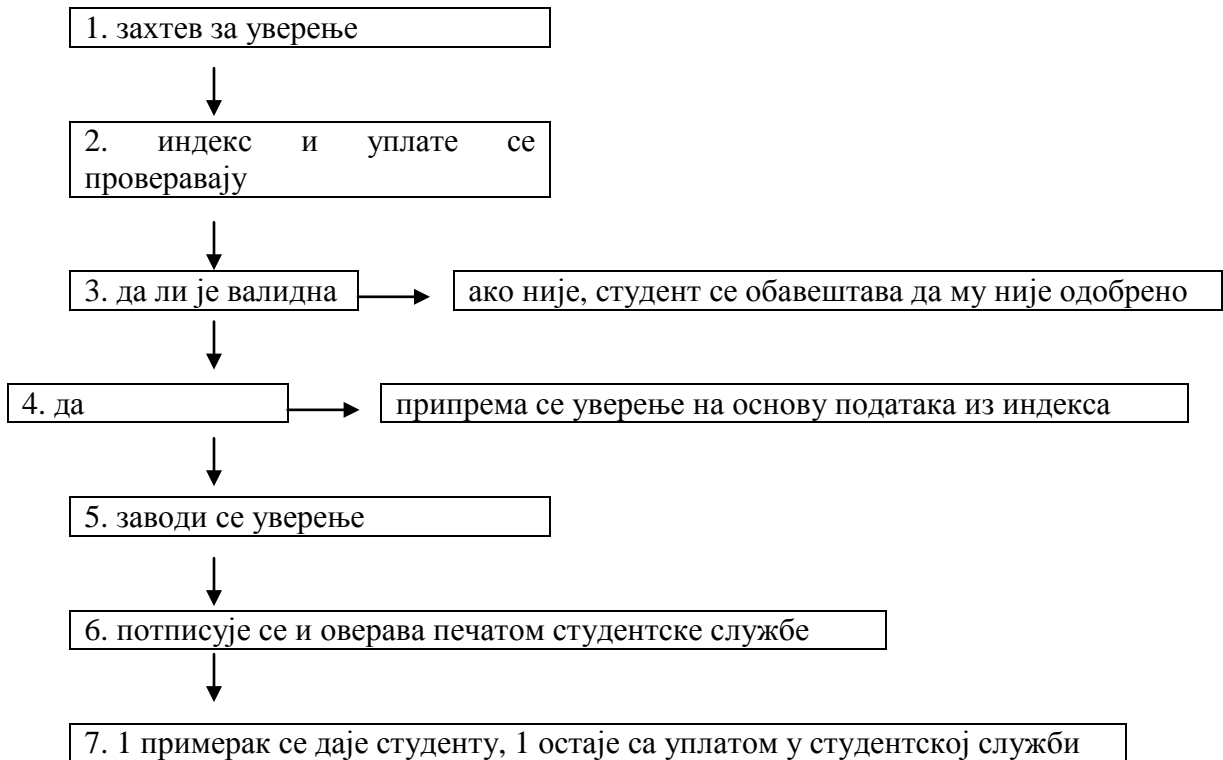 1. захтев за уверење
2. индекс и уплате се
проверавају
3. да ли је валидна
ако није, студент се обавештава да му није одобрено
4. да
припрема се уверење на основу података из индекса
5. заводи се уверење
6. потписује се и оверава печатом студентске службе
7. 1 примерак се даје студенту, 1 остаје са уплатом у студентској служби